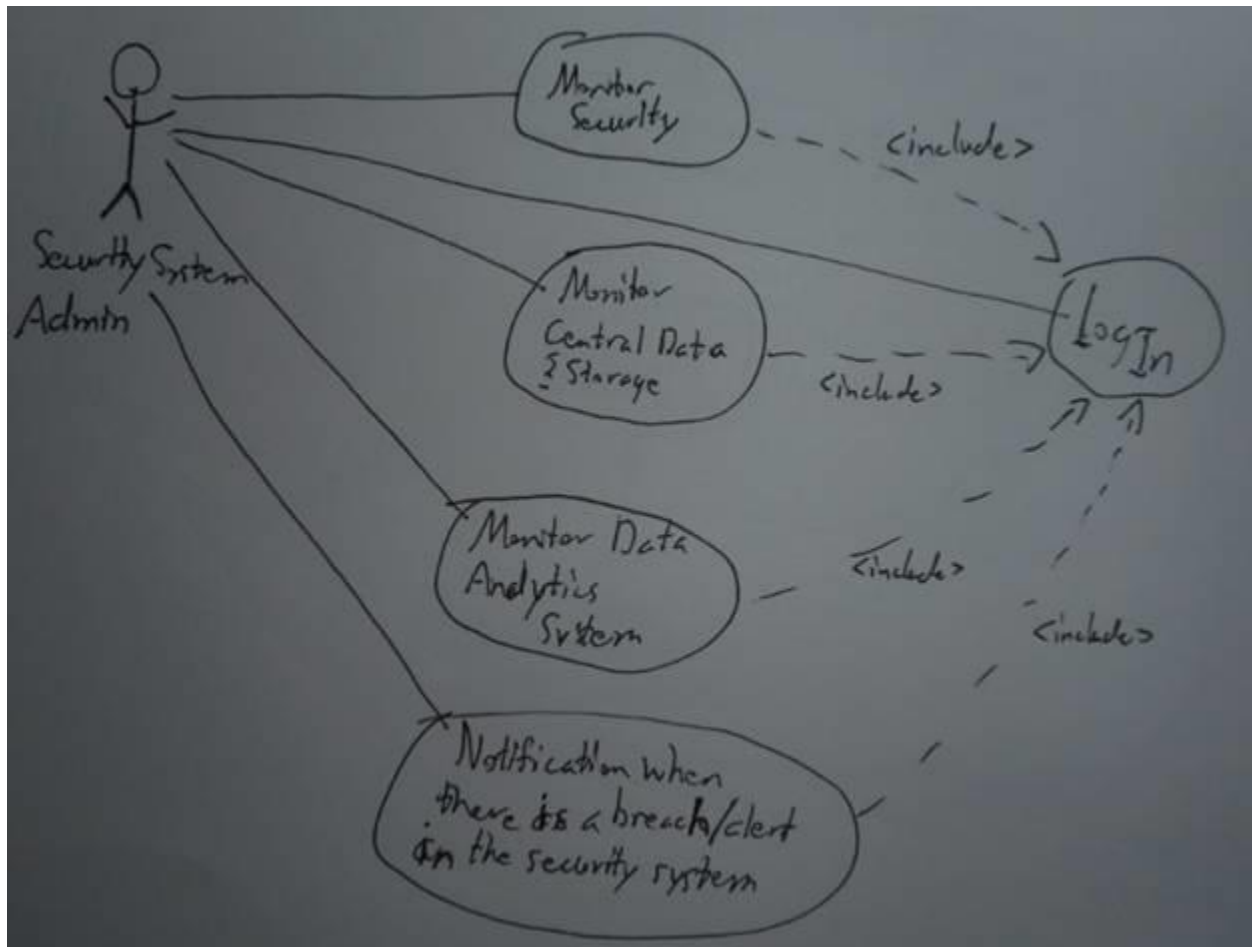 Monitor
Security
<include>
Security System
Admin
Monitor
Central Data
& Storage
<include>
Log In
Monitor Data
Analytics
System
<include>
<include>
Notification when
there is a breach/alert
in the security system